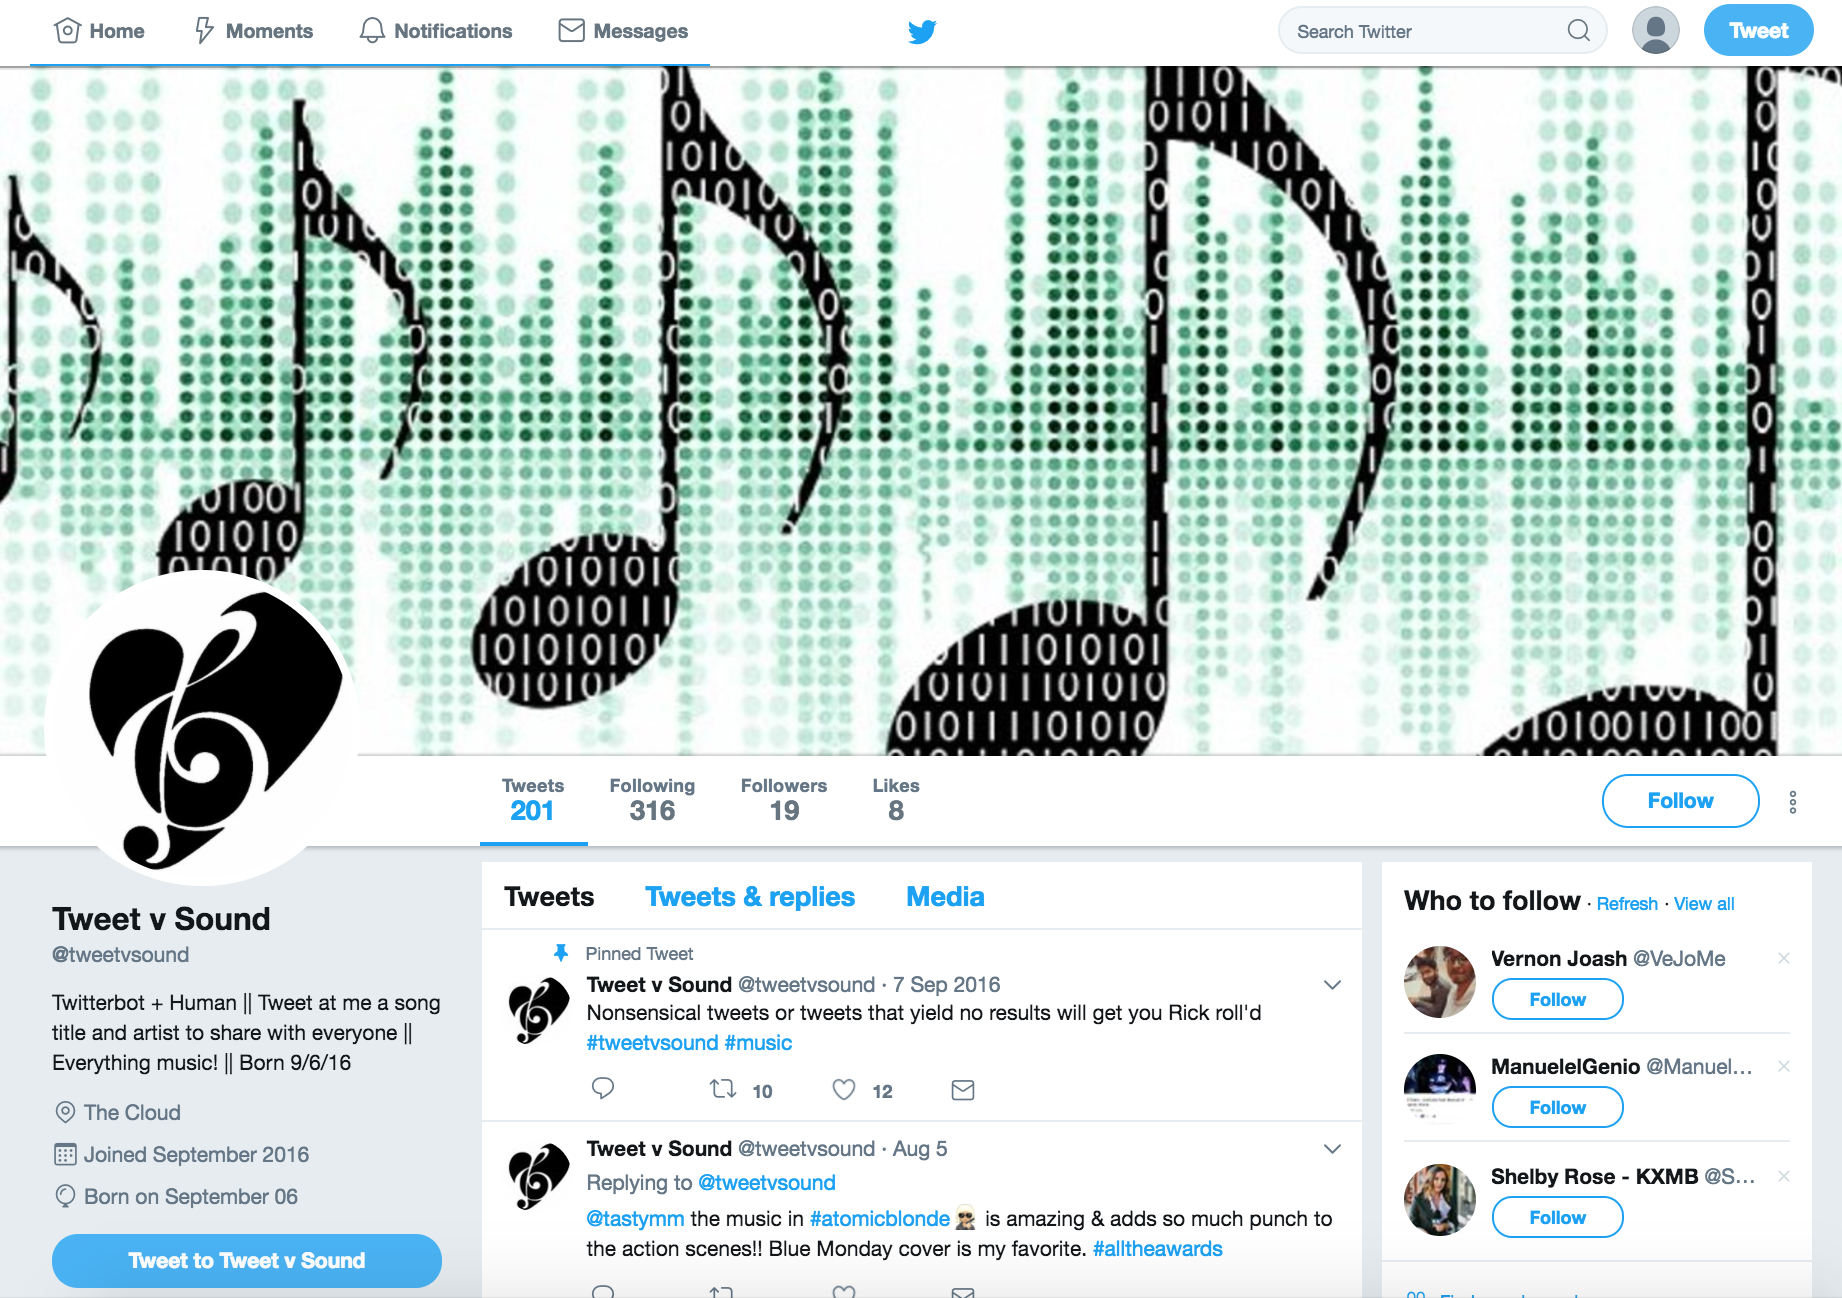 Home Moments Notifications Messages Search Twitter Tweet
Tweets Following Followers Likes
201 316 19 8
Follow
Tweet v Sound
@tweetvsound
Twitterbot + Human || Tweet at me a song
title and artist to share with everyone ||
Everything music! || Born 9/6/16
The Cloud
Joined September 2016
Born on September 06
Tweet to Tweet v Sound
Tweets Tweets & replies Media
Pinned Tweet
Tweet v Sound @tweetvsound · 7 Sep 2016
Nonsensical tweets or tweets that yield no results will get you Rick roll'd
#tweetvsound #music
10 12
Tweet v Sound @tweetvsound · Aug 5
Replying to @tweetvsound
@tastymm the music in #atomicblonde is amazing & adds so much punch to
the action scenes!! Blue Monday cover is my favorite. #alltheawards
Who to follow · Refresh · View all
Vernon Joash @VeJoMe
Follow
ManuelelGenio @Manuel...
Follow
Shelby Rose - KXMB @S...
Follow